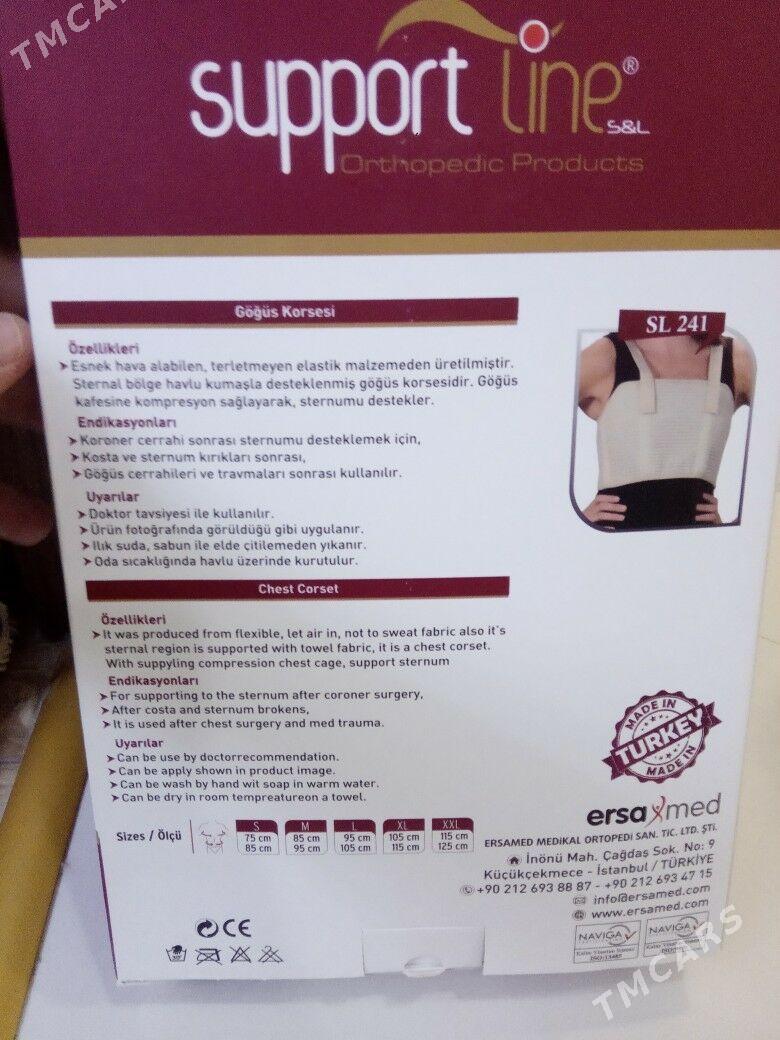 TMCARS
support line®
S&L
Orthopedic Products
Göğüs Korsesi
SL 241
Özellikleri
➤Esnek hava alabilen, terletmeyen elastik malzemeden üretilmiştir.
Sternal bölge havlu kumaşla desteklenmiş göğüs korsesidir. Göğüs
kafesine kompresyon sağlayarak, sternumu destekler.
Endikasyonları
➤Koroner cerrahi sonrası sternumu desteklemek için,
➤Kosta ve sternum kırıkları sonrası,
➤Göğüs cerrahileri ve travmaları sonrası kullanılır.
Uyarılar
➤Doktor tavsiyesi ile kullanılır.
➤Ürün fotoğrafında görüldüğü gibi uygulanır.
➤Ilık suda, sabun ile elde çitilemeden yıkanır.
➤Oda sıcaklığında havlu üzerinde kurutulur.
Chest Corset
Özellikleri
➤It was produced from flexible, let air in, not to sweat fabric also it's
sternal region is supported with towel fabric, it is a chest corset.
With suppyling compression chest cage, support sternum
Endikasyonları
➤For supporting to the sternum after coroner surgery,
➤After costa and sternum brokens,
➤It is used after chest surgery and med trauma.
Uyarılar
➤Can be use by doctorrecommendation.
➤Can be apply shown in product image.
➤Can be wash by hand wit soap in warm water.
➤Can be dry in room tempreatureon a towel.
MADE IN
TURKEY
MADE IN
Sizes / Ölçü
S M L XL XXL
75 cm 85 cm 95 cm 105 cm 115 cm
85 cm 95 cm 105 cm 115 cm 125 cm
ersamed
ERSAMED MEDİKAL ORTOPEDİ SAN. TİC. LTD. ŞTİ.
İnönü Mah. Çağdaş Sok. No: 9
Küçükçekmece - İstanbul / TÜRKİYE
+90 212 693 88 87 - +90 212 693 47 15
info@ersamed.com
www.ersamed.com
CE
NAVIGA NAVIGA
TMCARS